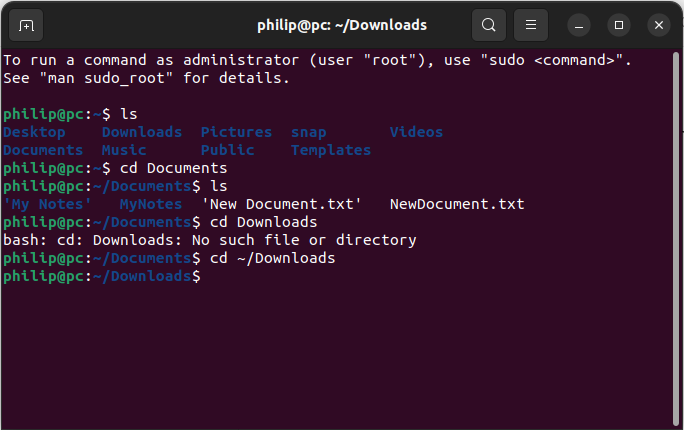 philip@pc: ~/Downloads
To run a command as administrator (user "root"), use "sudo <command>".
See "man sudo_root" for details.
philip@pc:~$ ls
Desktop    Downloads  Pictures  snap       Videos
Documents  Music      Public    Templates
philip@pc:~$ cd Documents
philip@pc:~/Documents$ ls
'My Notes'   MyNotes  'New Document.txt'   NewDocument.txt
philip@pc:~/Documents$ cd Downloads
bash: cd: Downloads: No such file or directory
philip@pc:~/Documents$ cd ~/Downloads
philip@pc:~/Downloads$